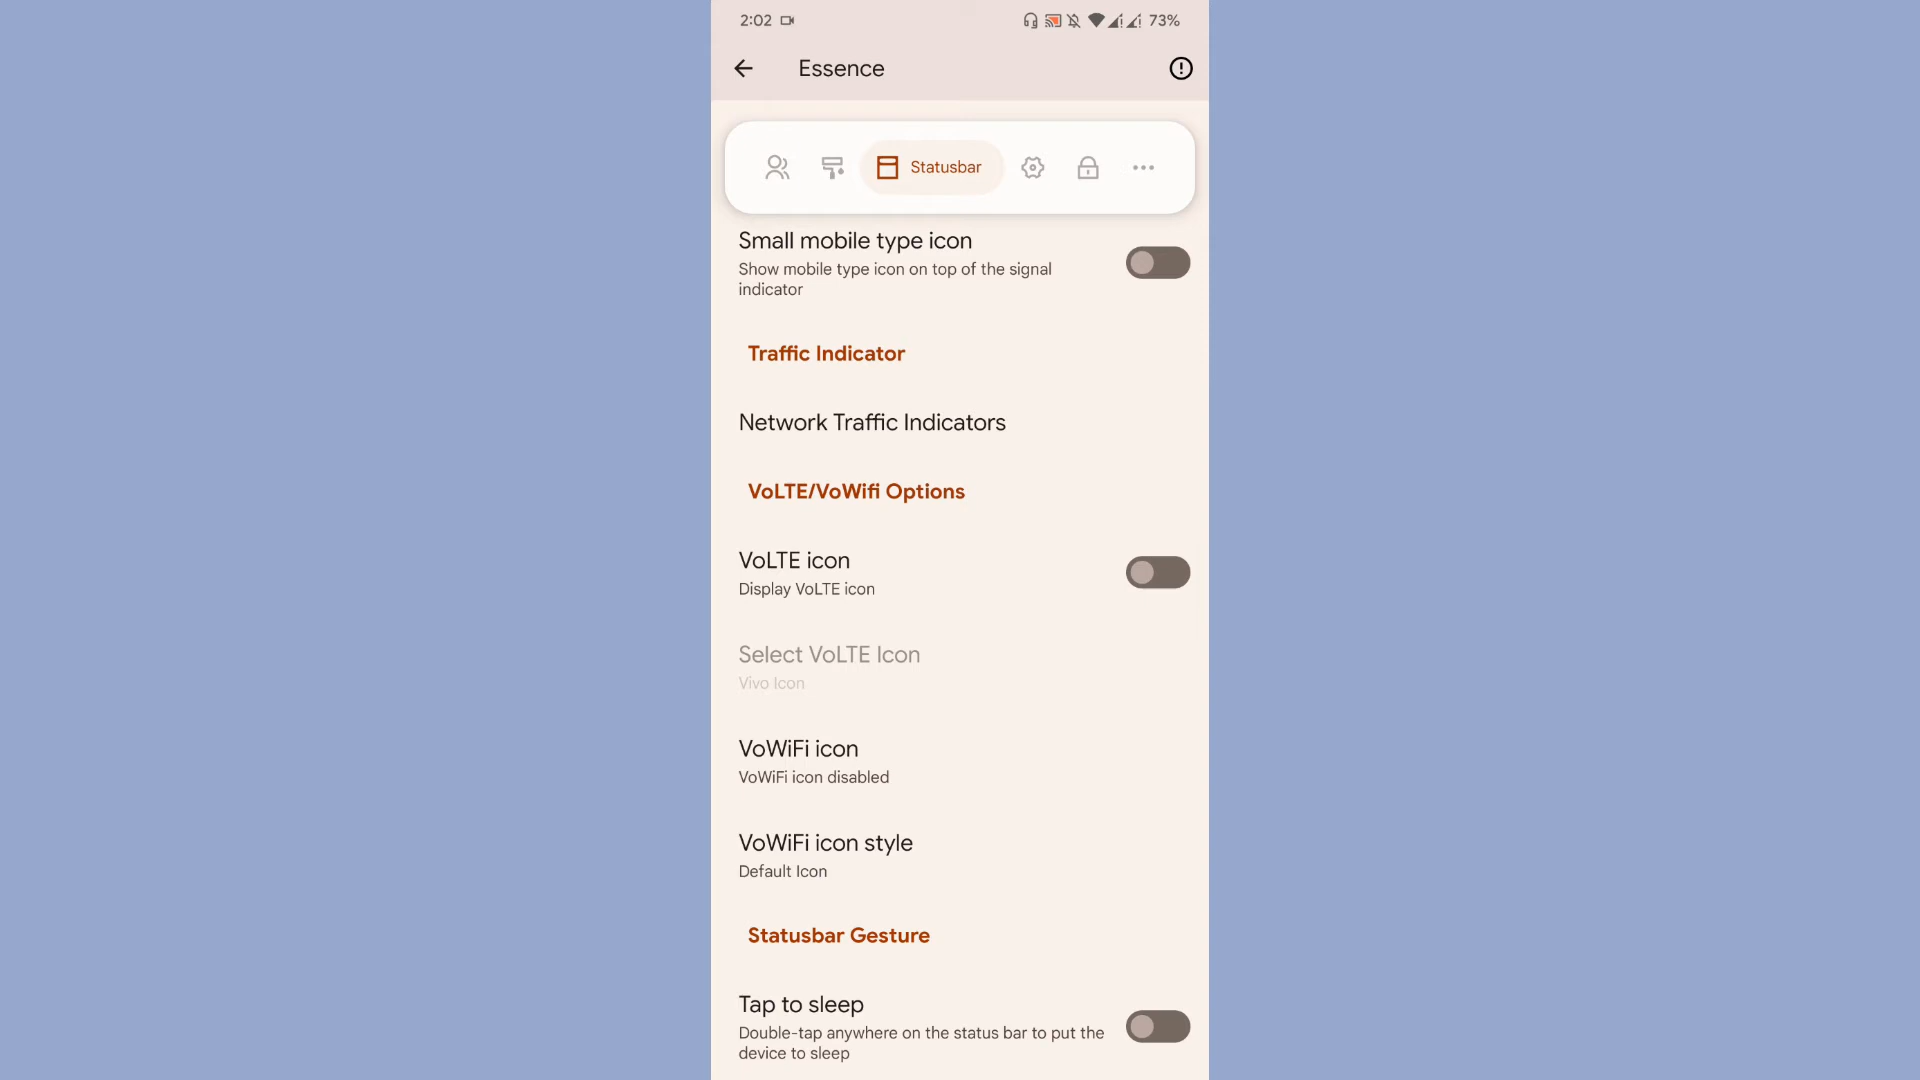 2:02
73%
Essence
Statusbar
Small mobile type icon
Show mobile type icon on top of the signal
indicator
Traffic Indicator
Network Traffic Indicators
VoLTE/VoWifi Options
VoLTE icon
Display VoLTE icon
Select VoLTE Icon
Vivo Icon
VoWiFi icon
VoWiFi icon disabled
VoWiFi icon style
Default Icon
Statusbar Gesture
Tap to sleep
Double-tap anywhere on the status bar to put the
device to sleep